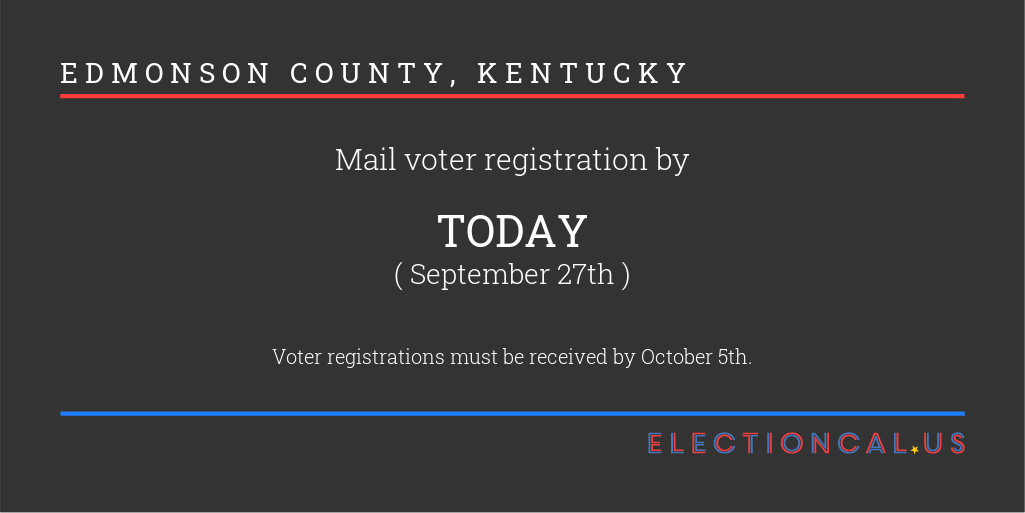 EDMONSON COUNTY, KENTUCKY
Mail voter registration by
TODAY
( September 27th )
Voter registrations must be received by October 5th.
ELECTIONCAL.US